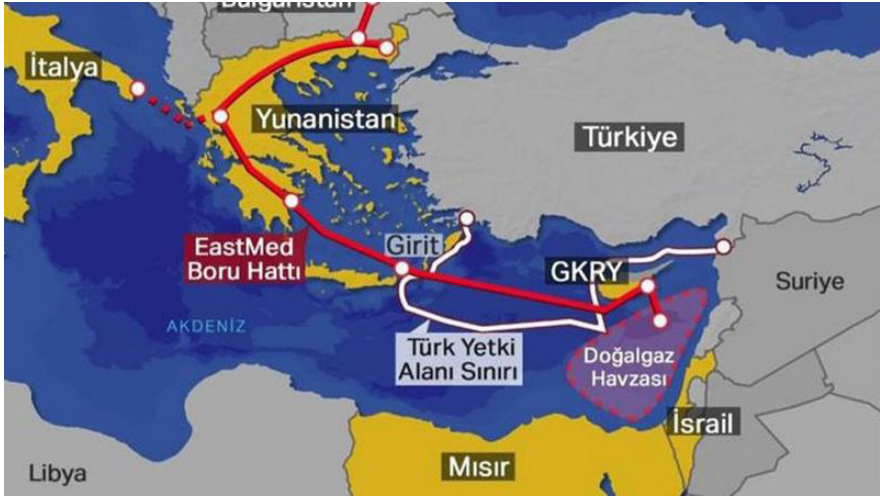 Bulgaristan
İtalya
Yunanistan
Türkiye
EastMed
Boru Hattı
Girit
GKRY
Suriye
AKDENİZ
Türk Yetki
Alanı Sınırı
Doğalgaz
Havzası
İsrail
Libya
Mısır